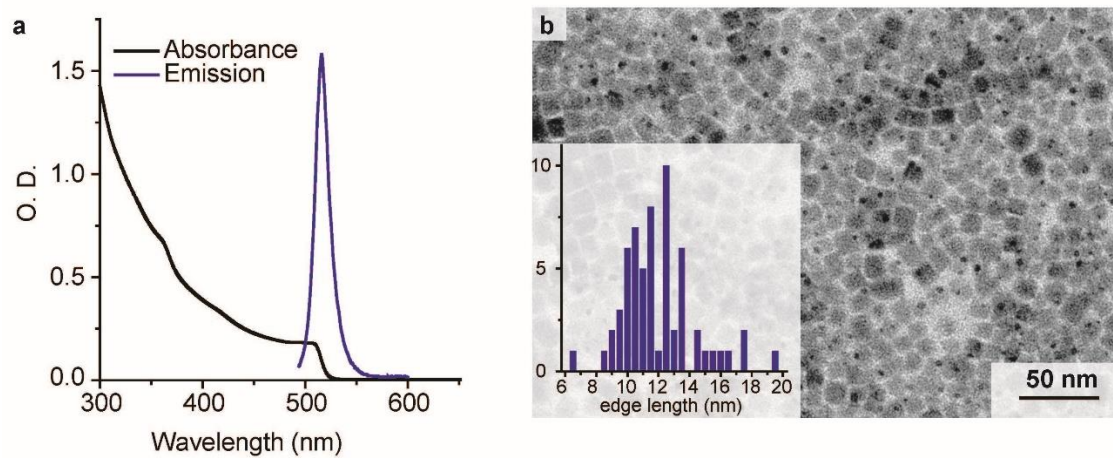 a
Absorbance
Emission
1.5
1.0
0.5
0.0
O. D.
300
400
500
600
Wavelength (nm)
b
10
5
0
6 8 10 12 14 16 18 20
edge length (nm)
50 nm